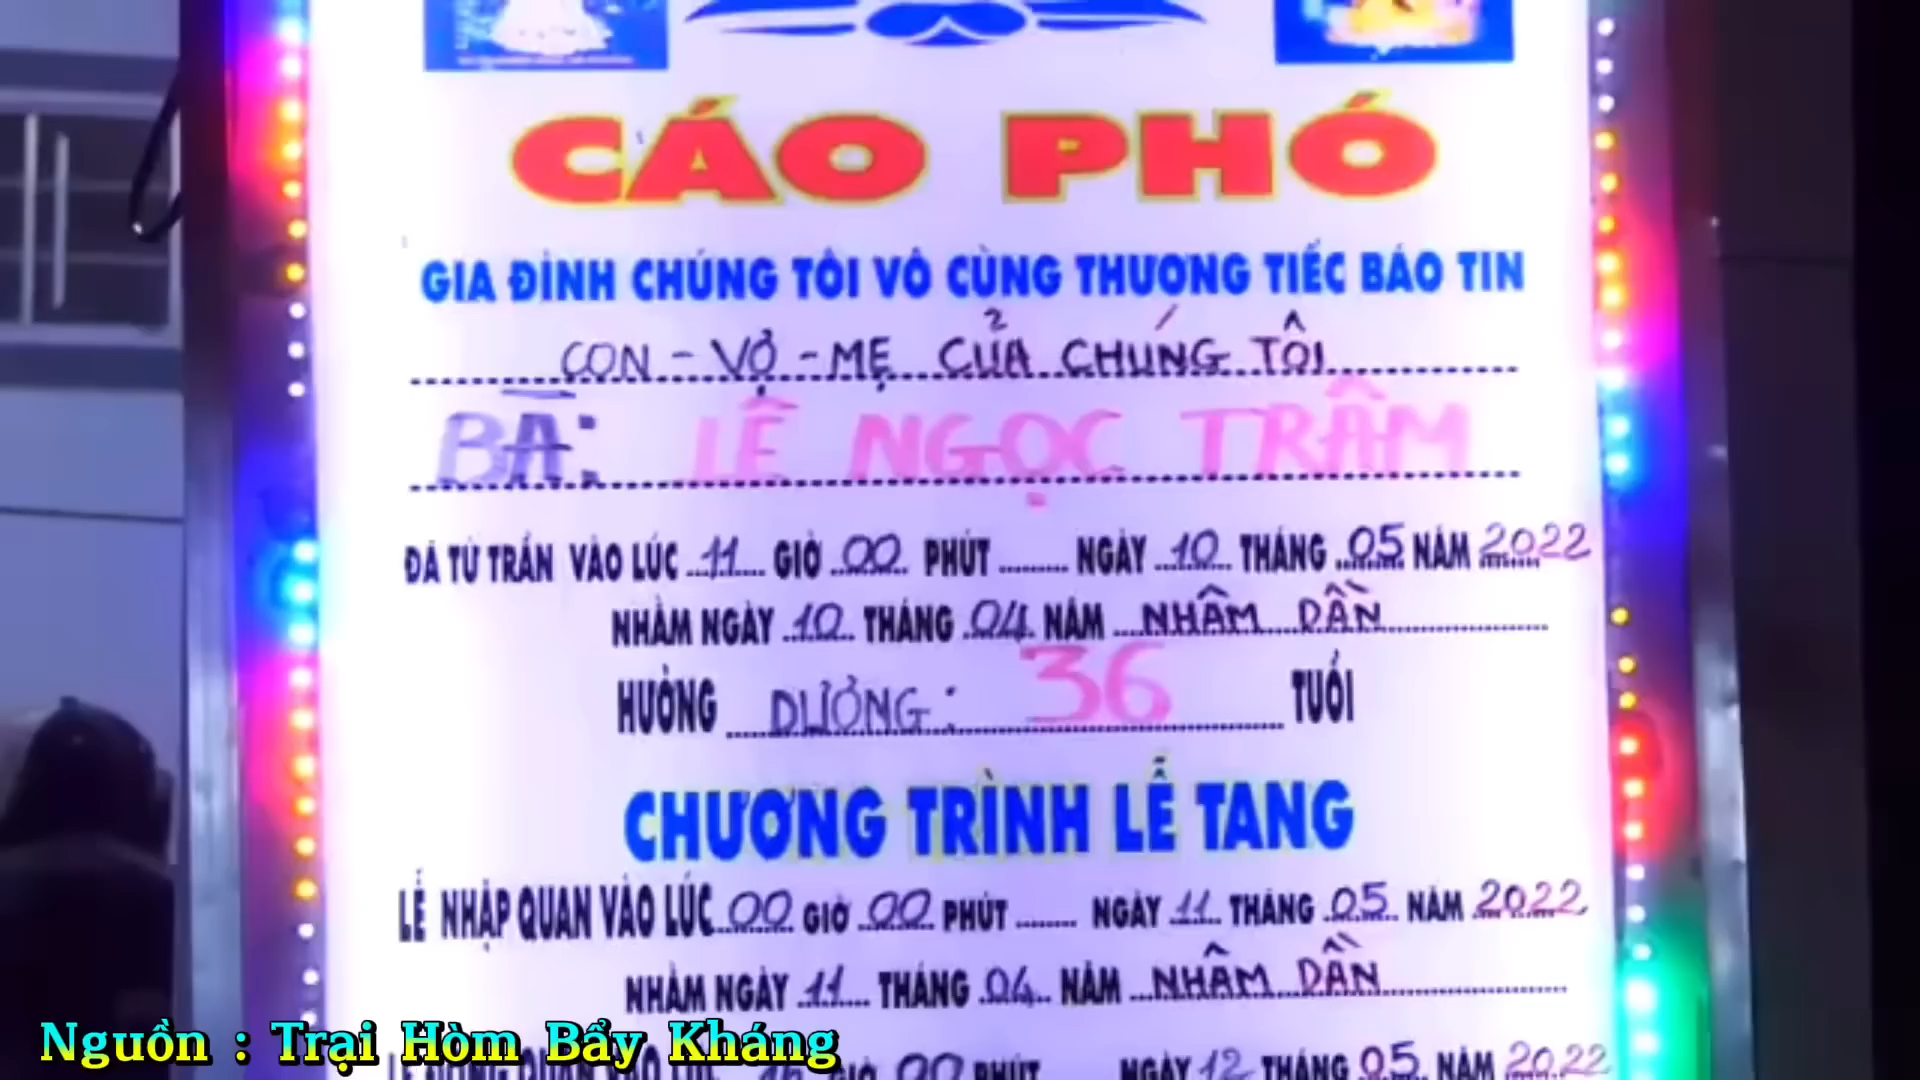 CÁO PHÓ
GIA ĐÌNH CHÚNG TÔI VÔ CÙNG THƯƠNG TIẾC BÁO TIN
CON - VỢ - MẸ CỦA CHÚNG TÔI
BÀ: LÊ NGỌC TRÂM
ĐÃ TỪ TRẦN VÀO LÚC 11 GIỜ 00 PHÚT NGÀY 10 THÁNG 05 NĂM 2022
NHẰM NGÀY 10 THÁNG 04 NĂM NHÂM DẦN
HƯỞNG DƯƠNG: 36 TUỔI
CHƯƠNG TRÌNH LỄ TANG
LỄ NHẬP QUAN VÀO LÚC 00 GIỜ 00 PHÚT NGÀY 11 THÁNG 05 NĂM 2022
NHẰM NGÀY 11 THÁNG 04 NĂM NHÂM DẦN
GIỜ 00 PHÚT NGÀY 12 THÁNG 05 NĂM 2022
Nguồn : Trại Hòm Bẩy Kháng